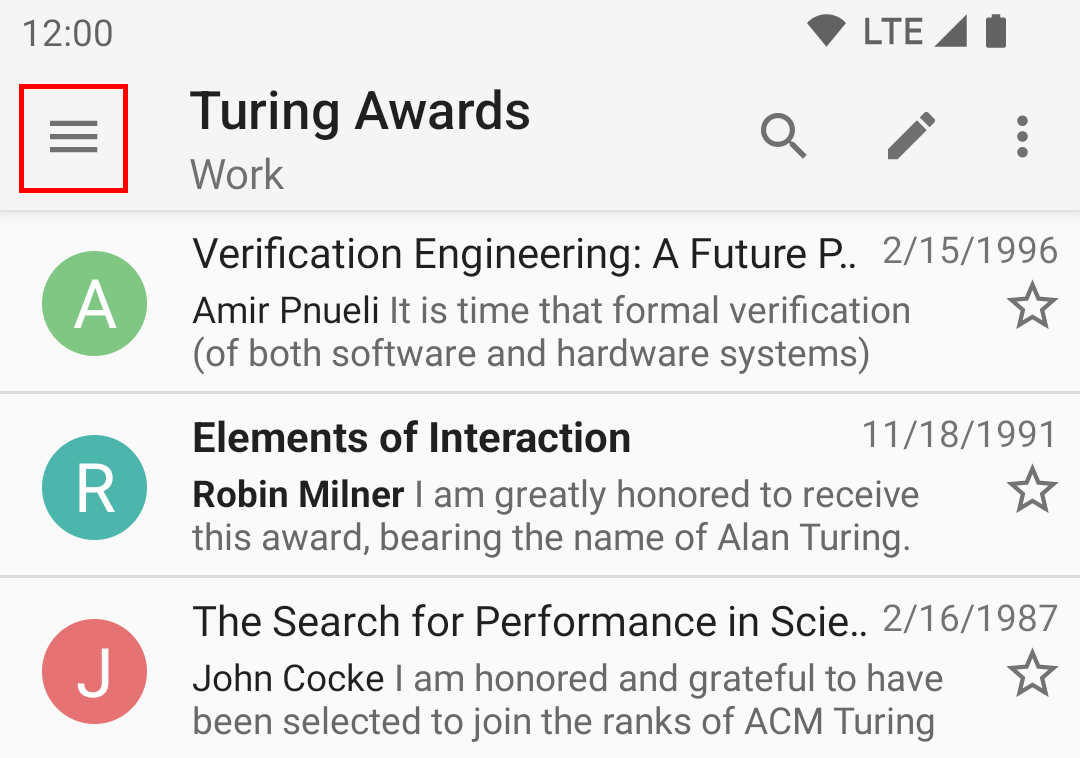 12:00 LTE
Turing Awards
Work
Verification Engineering: A Future P.. 2/15/1996
A
Amir Pnueli It is time that formal verification
(of both software and hardware systems)
Elements of Interaction 11/18/1991
R
Robin Milner I am greatly honored to receive
this award, bearing the name of Alan Turing.
The Search for Performance in Scie.. 2/16/1987
J
John Cocke I am honored and grateful to have
been selected to join the ranks of ACM Turing